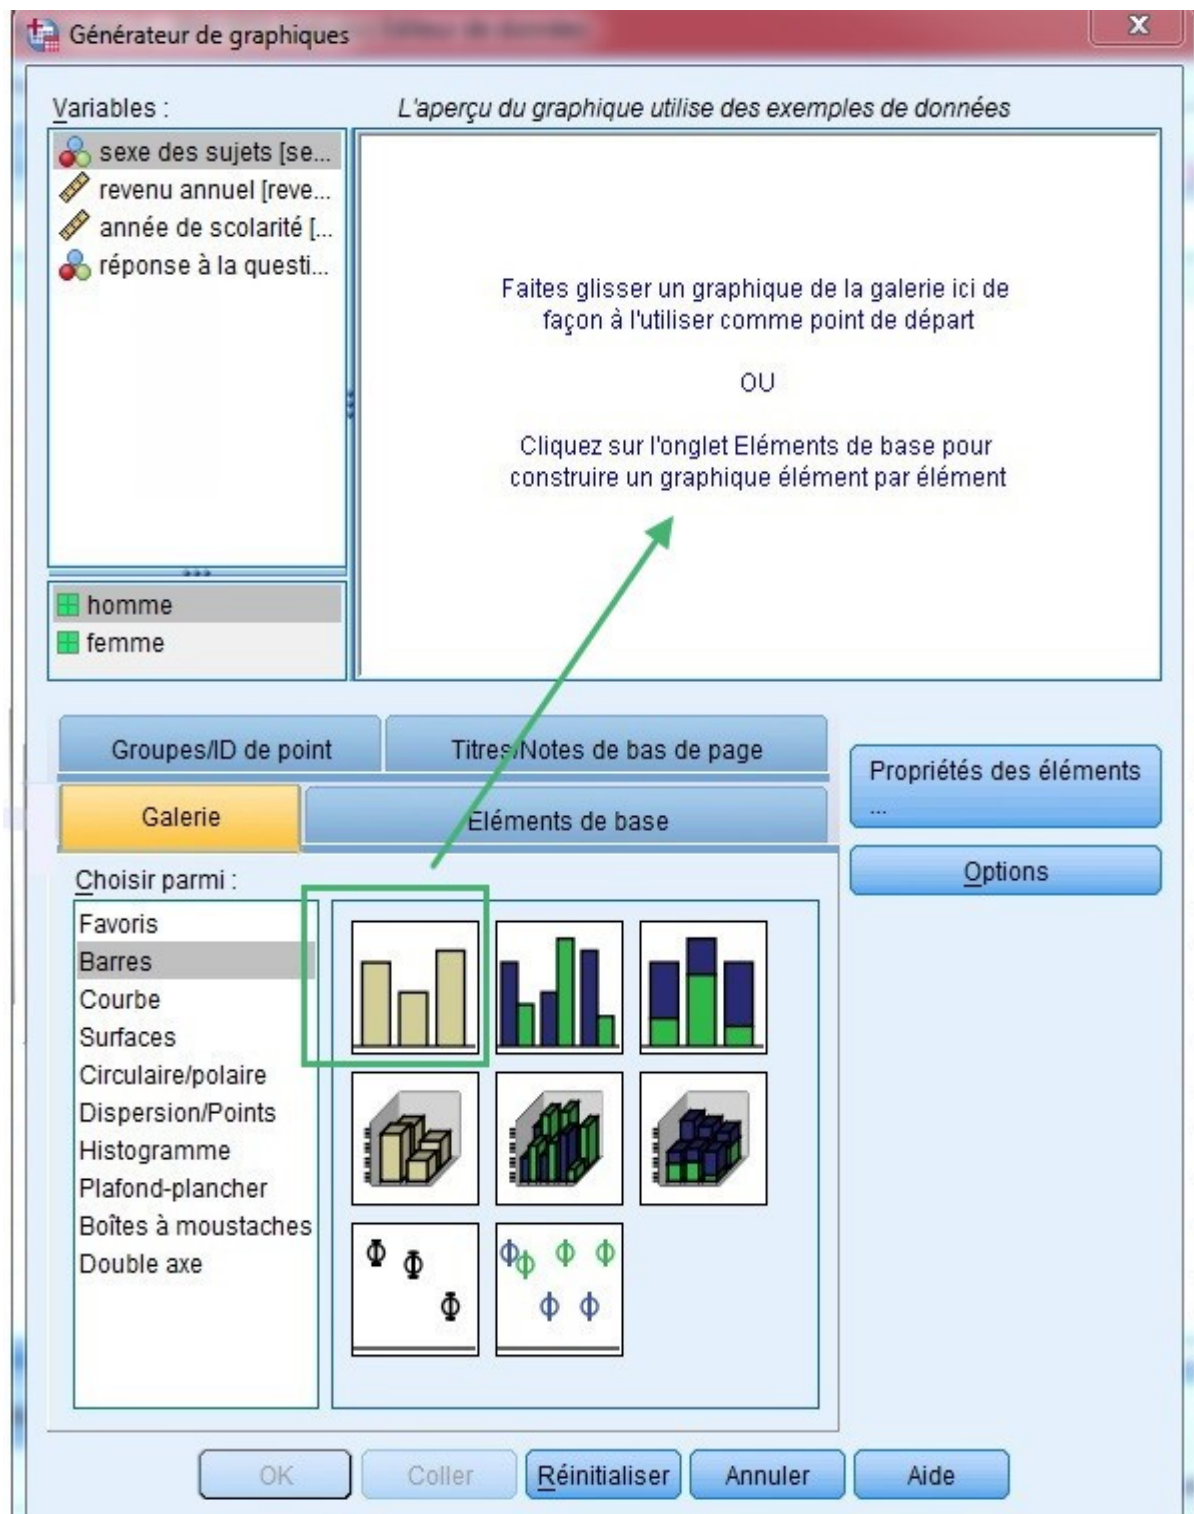 Générateur de graphiques
Variables :
L'aperçu du graphique utilise des exemples de données
sexe des sujets [se...
revenu annuel [reve...
année de scolarité [...
réponse à la questi...
Faites glisser un graphique de la galerie ici de
façon à l'utiliser comme point de départ
OU
Cliquez sur l'onglet Eléments de base pour
construire un graphique élément par élément
homme
femme
Groupes/ID de point
Titres/Notes de bas de page
Galerie
Eléments de base
Propriétés des éléments
...
Options
Choisir parmi :
Favoris
Barres
Courbe
Surfaces
Circulaire/polaire
Dispersion/Points
Histogramme
Plafond-plancher
Boîtes à moustaches
Double axe
OK
Coller
Réinitialiser
Annuler
Aide